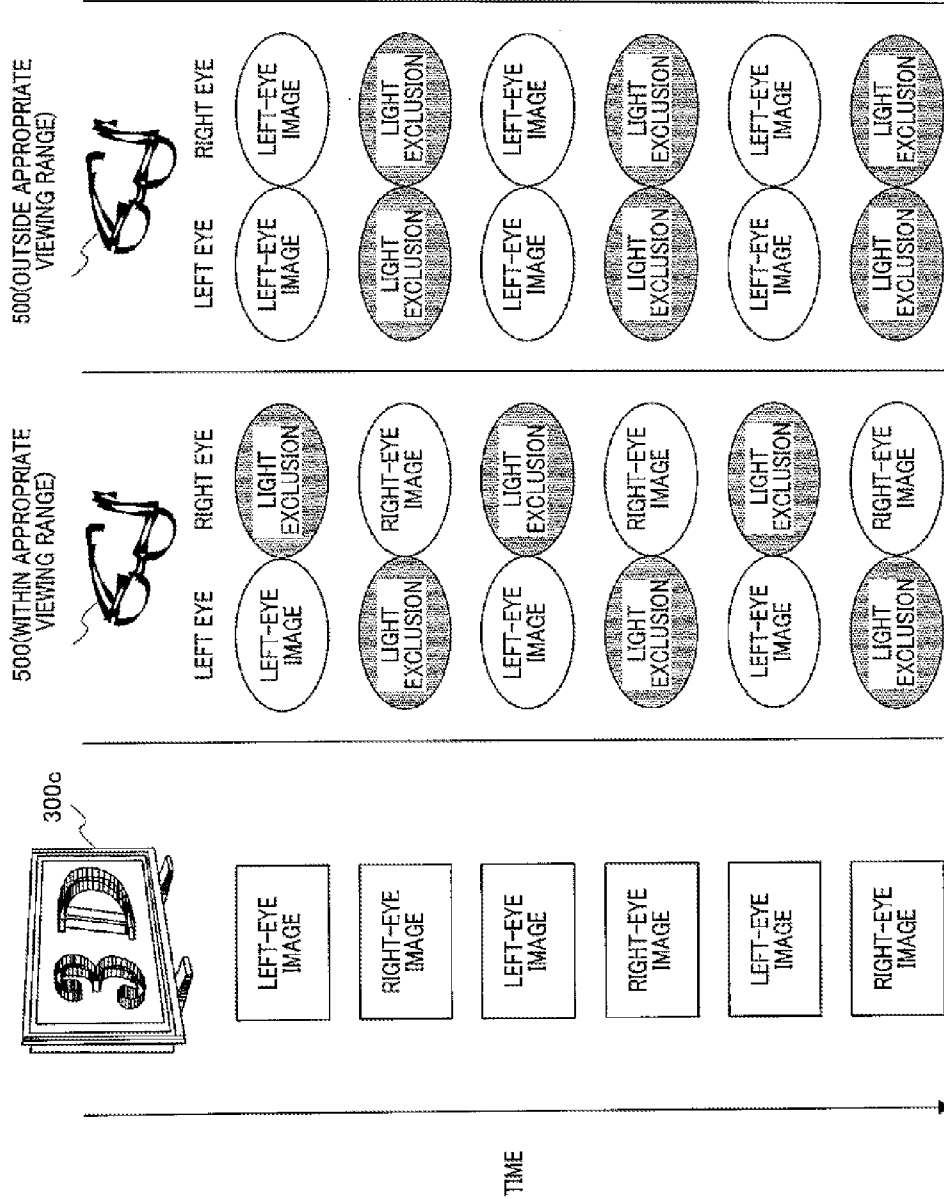 300c
3D
500(WITHIN APPROPRIATE
VIEWING RANGE)
500(OUTSIDE APPROPRIATE
VIEWING RANGE)
LEFT EYE
RIGHT EYE
LEFT EYE
RIGHT EYE
TIME
LEFT-EYE
IMAGE
LEFT-EYE
IMAGE
LIGHT
EXCLUSION
LEFT-EYE
IMAGE
LEFT-EYE
IMAGE
RIGHT-EYE
IMAGE
LIGHT
EXCLUSION
RIGHT-EYE
IMAGE
LIGHT
EXCLUSION
LIGHT
EXCLUSION
LEFT-EYE
IMAGE
LEFT-EYE
IMAGE
LIGHT
EXCLUSION
LEFT-EYE
IMAGE
LEFT-EYE
IMAGE
RIGHT-EYE
IMAGE
LIGHT
EXCLUSION
RIGHT-EYE
IMAGE
LIGHT
EXCLUSION
LIGHT
EXCLUSION
LEFT-EYE
IMAGE
LEFT-EYE
IMAGE
LIGHT
EXCLUSION
LEFT-EYE
IMAGE
LEFT-EYE
IMAGE
RIGHT-EYE
IMAGE
LIGHT
EXCLUSION
RIGHT-EYE
IMAGE
LIGHT
EXCLUSION
LIGHT
EXCLUSION